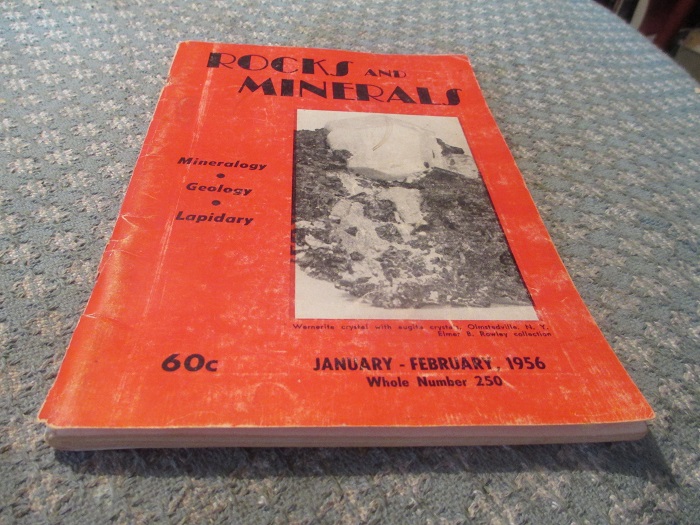 ROCKS AND
MINERALS
Mineralogy
•
Geology
•
Lapidary
Wernerite crystal with augite crystals, Olmstedville, N. Y.
Elmer B. Rowley collection
60c
JANUARY - FEBRUARY, 1956
Whole Number 250